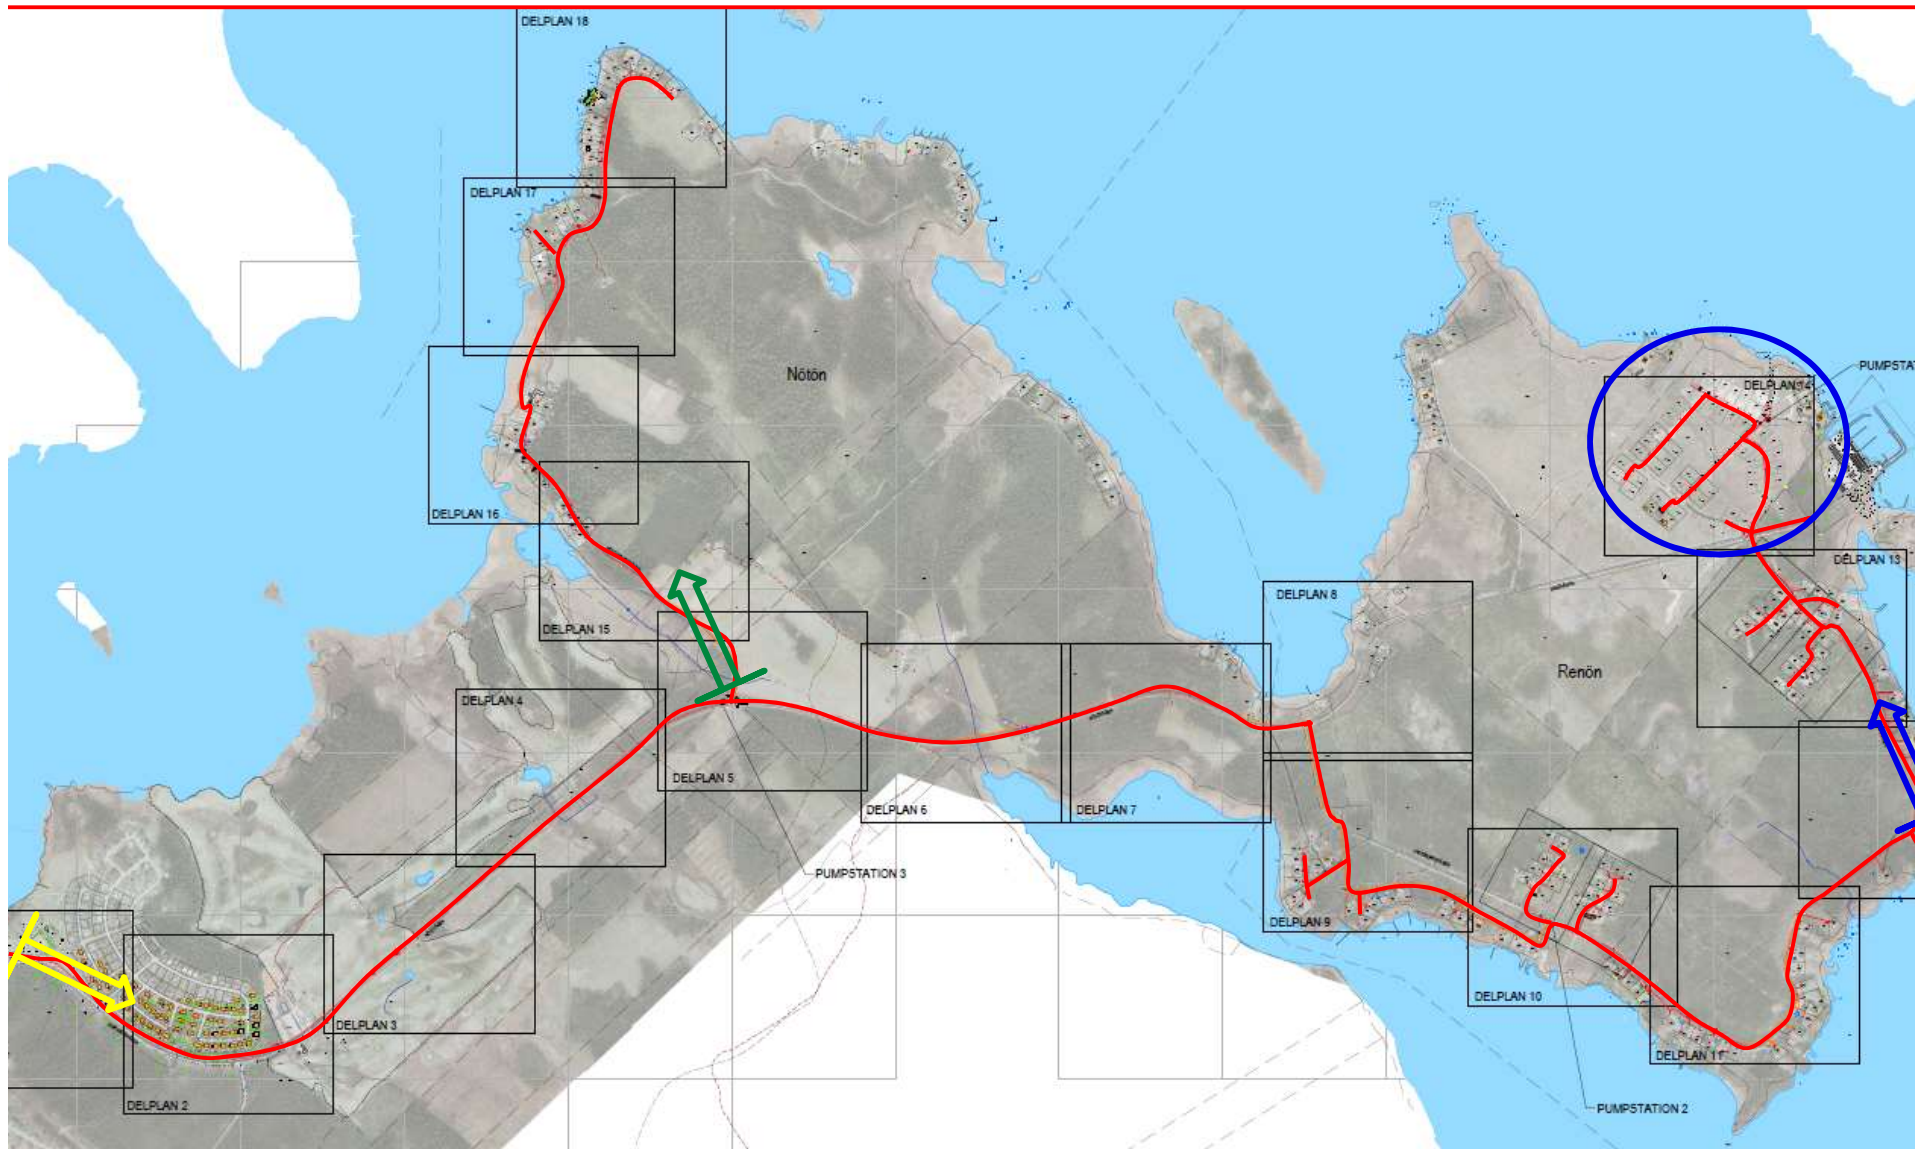 DELPLAN 18
DELPLAN 17
Nötön
PUMPSTAT
DELPLAN 14
DELPLAN 16
DELPLAN 13
DELPLAN 8
DELPLAN 15
Renön
DELPLAN 4
DELPLAN 5
DELPLAN 6
DELPLAN 7
PUMPSTATION 3
DELPLAN 9
DELPLAN 10
DELPLAN 3
DELPLAN 11
DELPLAN 2
PUMPSTATION 2